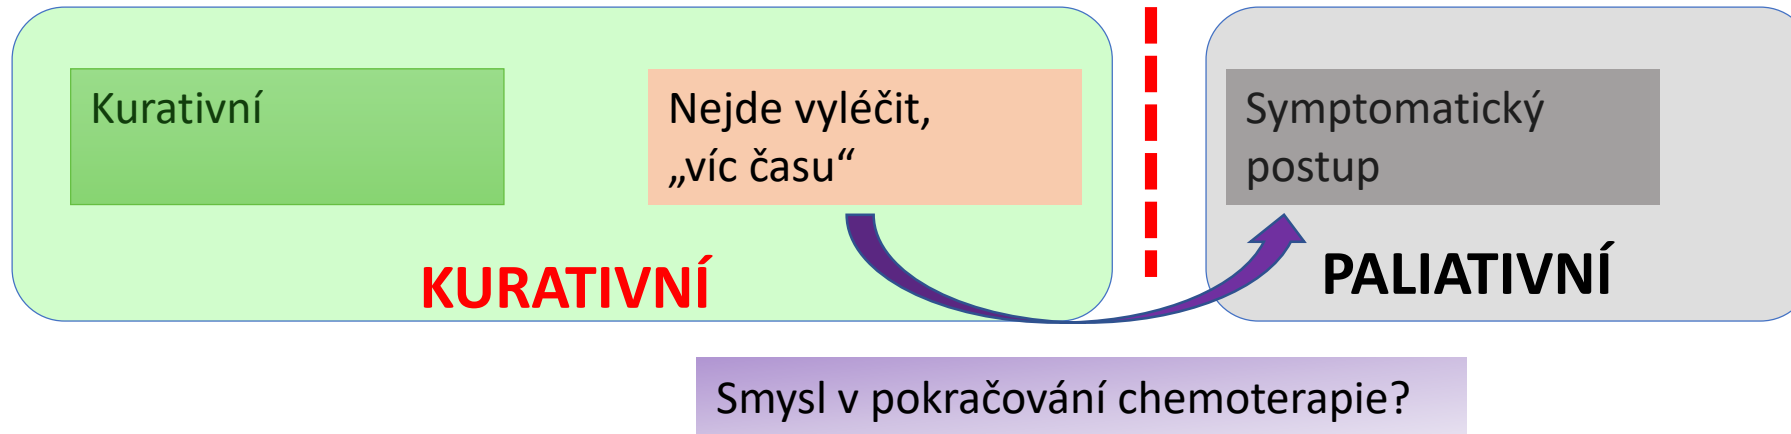 Kurativní
Nejde vyléčit,
„víc času“
KURATIVNÍ
Symptomatický
postup
PALIATIVNÍ
Smysl v pokračování chemoterapie?